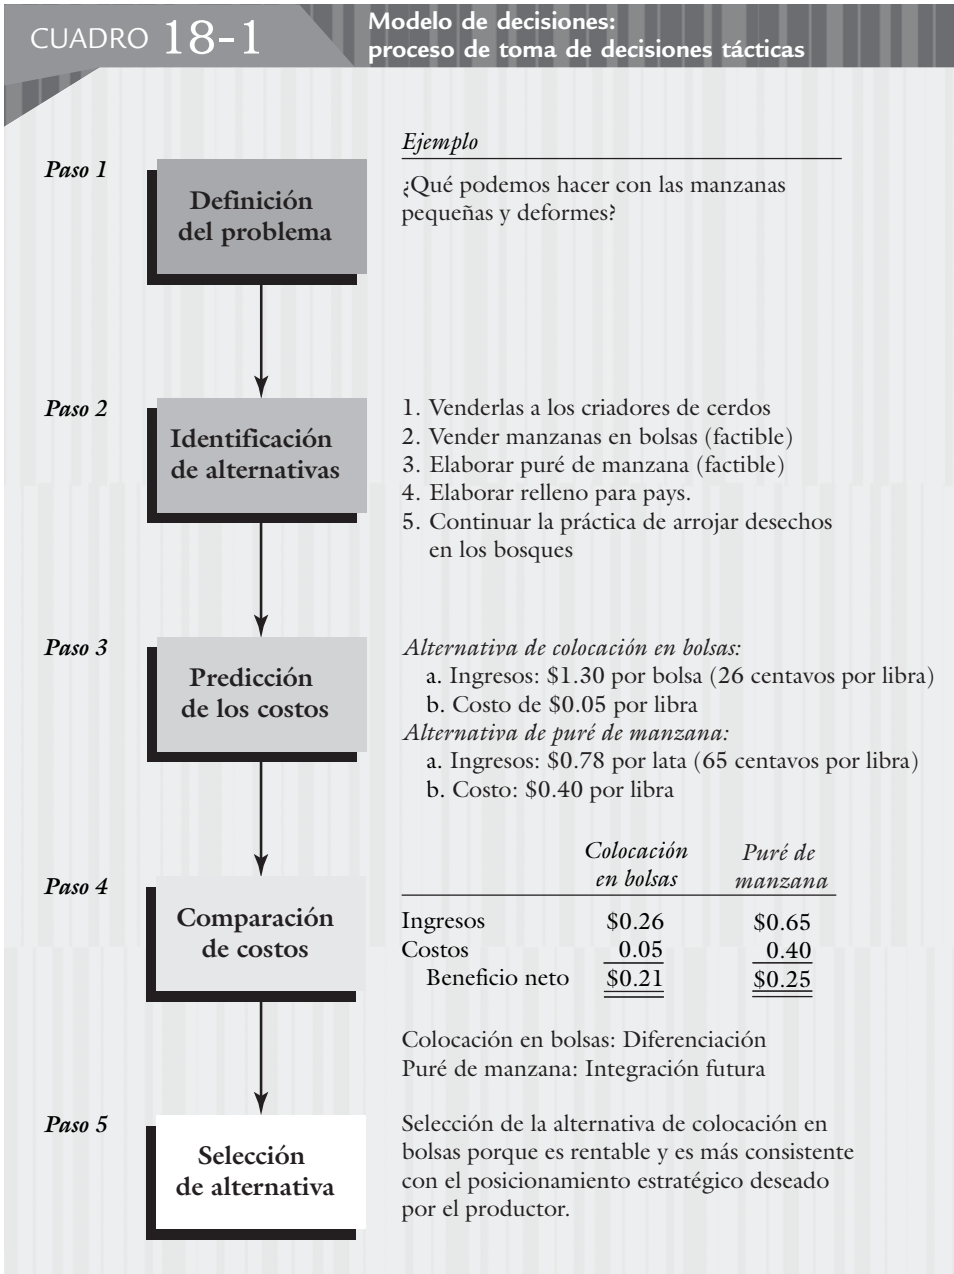 CUADRO 18-1
Modelo de decisiones:
proceso de toma de decisiones tácticas
Ejemplo
Paso 1
Definición
del problema
¿Qué podemos hacer con las manzanas
pequeñas y deformes?
Paso 2
Identificación
de alternativas
1. Venderlas a los criadores de cerdos
2. Vender manzanas en bolsas (factible)
3. Elaborar puré de manzana (factible)
4. Elaborar relleno para pays.
5. Continuar la práctica de arrojar desechos
en los bosques
Paso 3
Predicción
de los costos
Alternativa de colocación en bolsas:
a. Ingresos: $1.30 por bolsa (26 centavos por libra)
b. Costo de $0.05 por libra
Alternativa de puré de manzana:
a. Ingresos: $0.78 por lata (65 centavos por libra)
b. Costo: $0.40 por libra
Paso 4
Comparación
de costos
Colocación Puré de
en bolsas manzana
Ingresos $0.26 $0.65
Costos 0.05 0.40
Beneficio neto $0.21 $0.25
Colocación en bolsas: Diferenciación
Puré de manzana: Integración futura
Paso 5
Selección
de alternativa
Selección de la alternativa de colocación en
bolsas porque es rentable y es más consistente
con el posicionamiento estratégico deseado
por el productor.